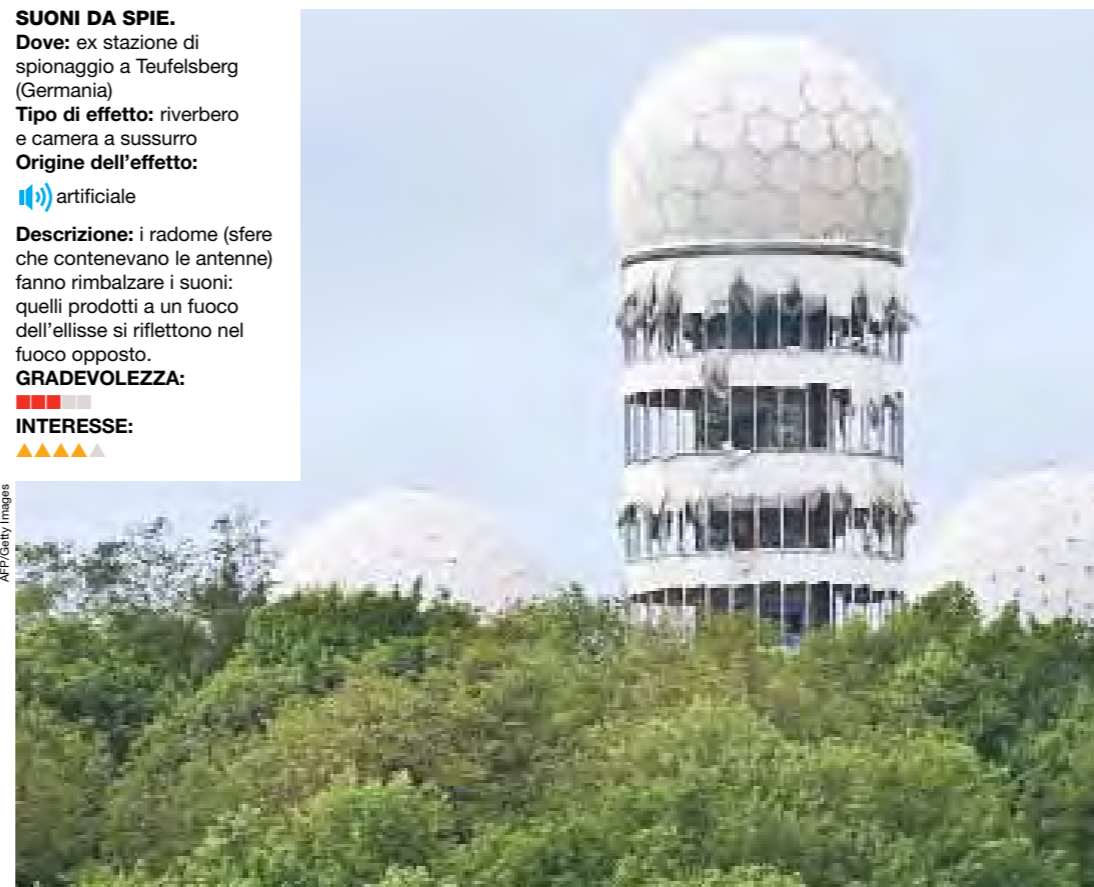 SUONI DA SPIE.
Dove: ex stazione di
spionaggio a Teufelsberg
(Germania)
Tipo di effetto: riverbero
e camera a sussurro
Origine dell'effetto:
artificiale
Descrizione: i radome (sfere
che contenevano le antenne)
fanno rimbalzare i suoni:
quelli prodotti a un fuoco
dell'ellisse si riflettono nel
fuoco opposto.
GRADEVOLEZZA:
INTERESSE:
AFP/Getty Images